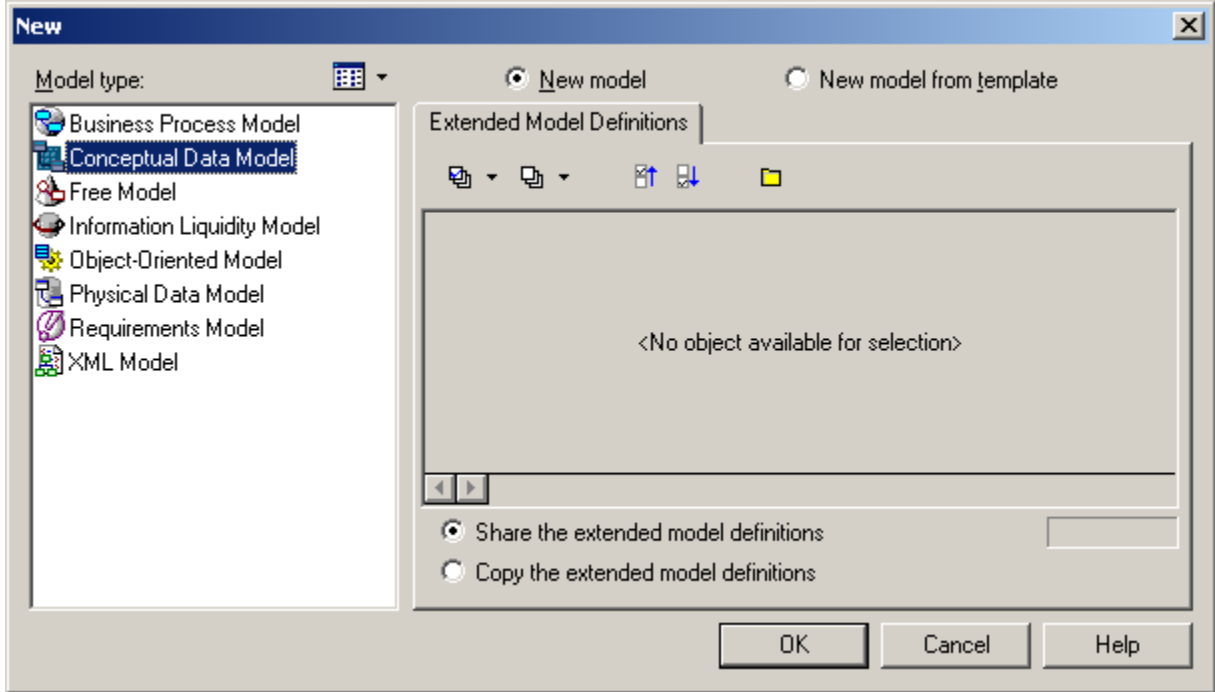 New
Model type:
New model
New model from template
Business Process Model
Conceptual Data Model
Free Model
Information Liquidity Model
Object-Oriented Model
Physical Data Model
Requirements Model
XML Model
Extended Model Definitions
<No object available for selection>
Share the extended model definitions
Copy the extended model definitions
OK
Cancel
Help